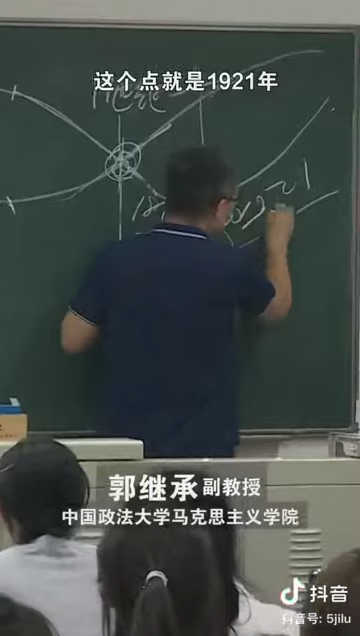 这个点就是1921年
1921
郭继承 副教授
中国政法大学马克思主义学院
抖音
抖音号: 5jilu